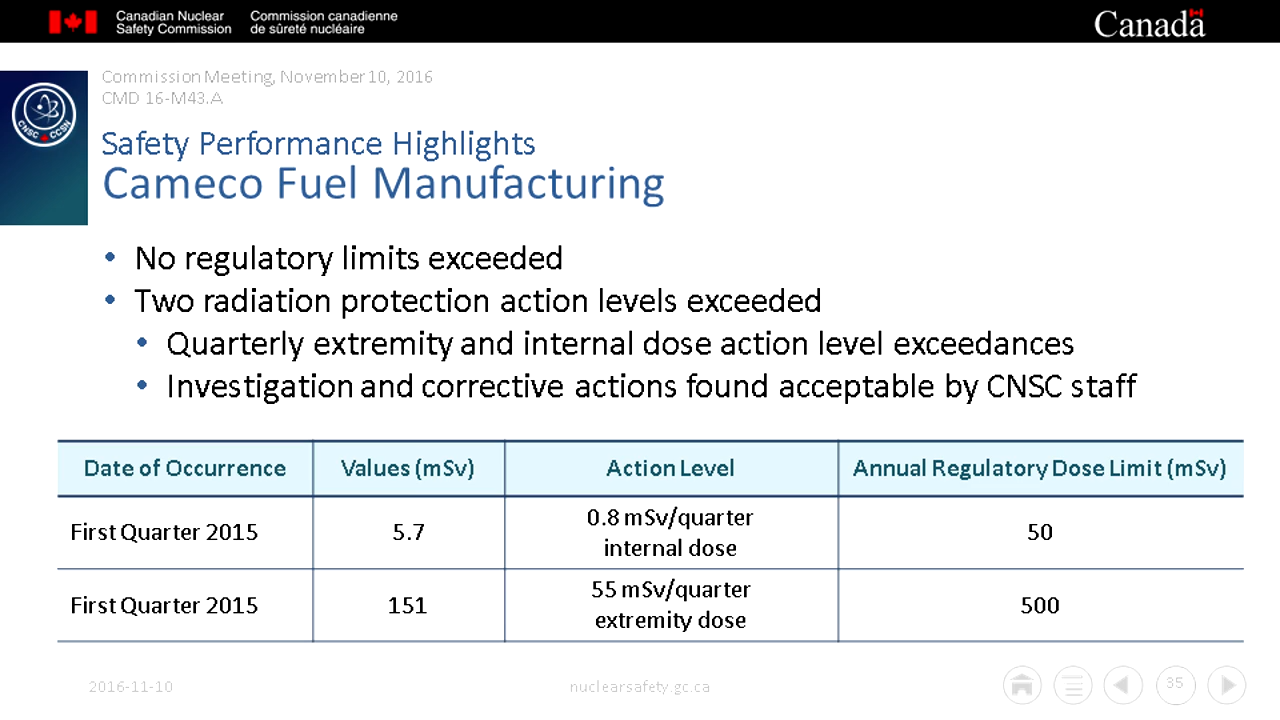 Canadian Nuclear Safety Commission
Commission canadienne de sûreté nucléaire
Canada
Commission Meeting, November 10, 2016
CMD 16-M43.A
CNSC CCSN
Safety Performance Highlights
Cameco Fuel Manufacturing
• No regulatory limits exceeded
• Two radiation protection action levels exceeded
• Quarterly extremity and internal dose action level exceedances
• Investigation and corrective actions found acceptable by CNSC staff
Date of Occurrence Values (mSv) Action Level Annual Regulatory Dose Limit (mSv)
First Quarter 2015 5.7 0.8 mSv/quarter internal dose 50
First Quarter 2015 151 55 mSv/quarter extremity dose 500
2016-11-10 nuclearsafety.gc.ca 35